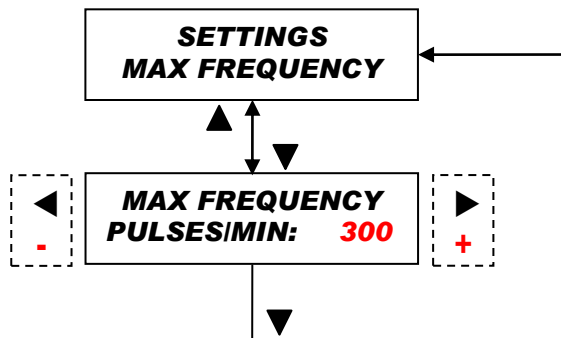 SETTINGS
MAX FREQUENCY
MAX FREQUENCY
PULSES/MIN: 300
-
+